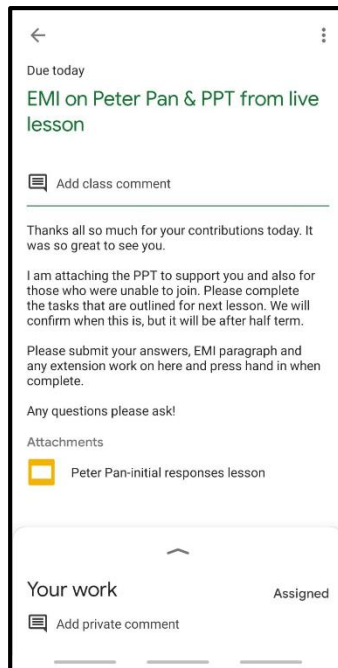 Due today
EMI on Peter Pan & PPT from live
lesson
Add class comment
Thanks all so much for your contributions today. It
was so great to see you.
I am attaching the PPT to support you and also for
those who were unable to join. Please complete
the tasks that are outlined for next lesson. We will
confirm when this is, but it will be after half term.
Please submit your answers, EMI paragraph and
any extension work on here and press hand in when
complete.
Any questions please ask!
Attachments
Peter Pan-initial responses lesson
Your work Assigned
Add private comment